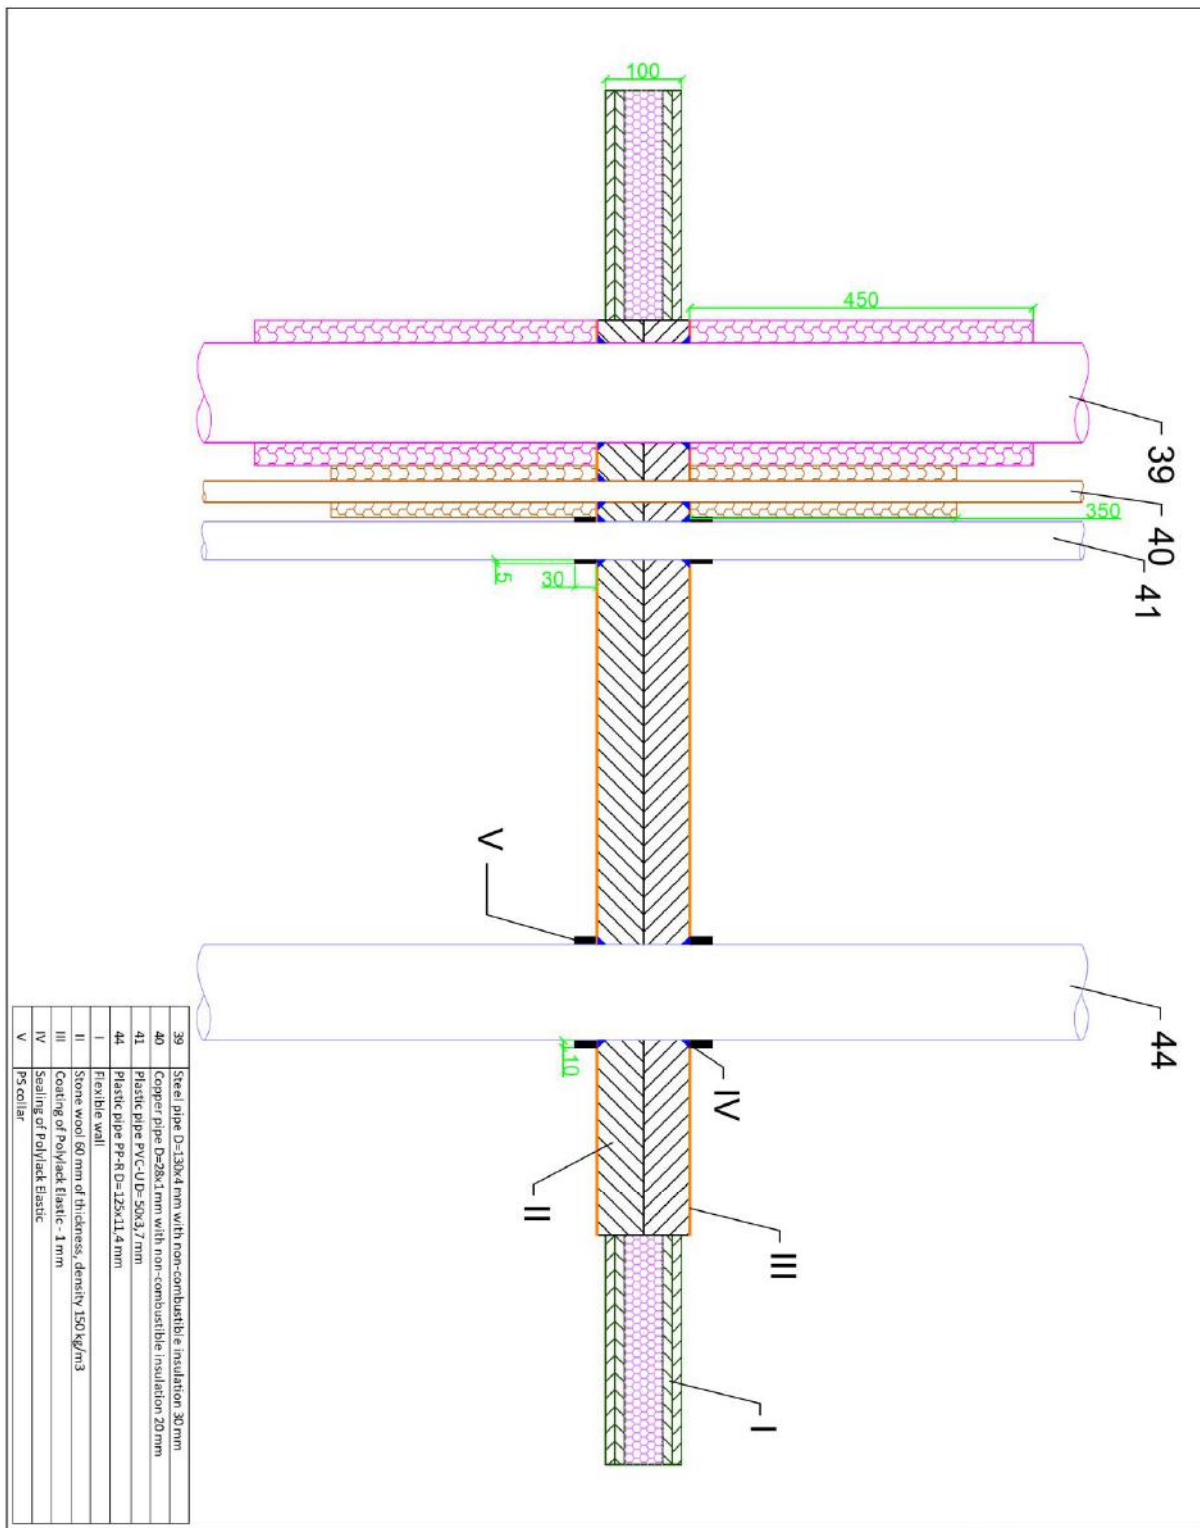 100
450
39
40
350
41
5
30
V
44
10
IV
II
III
I
39 Steel pipe D=130x4 mm with non-combustible insulation 30 mm
40 Copper pipe D=28x1 mm with non-combustible insulation 20 mm
41 Plastic pipe PVC-U D=50x3,7 mm
44 Plastic pipe PP-R D=125x11,4 mm
I Flexible wall
II Stone wool 60 mm of thickness, density 150 kg/m3
III Coating of Polylack Elastic - 1 mm
IV Sealing of Polylack Elastic
V PS collar